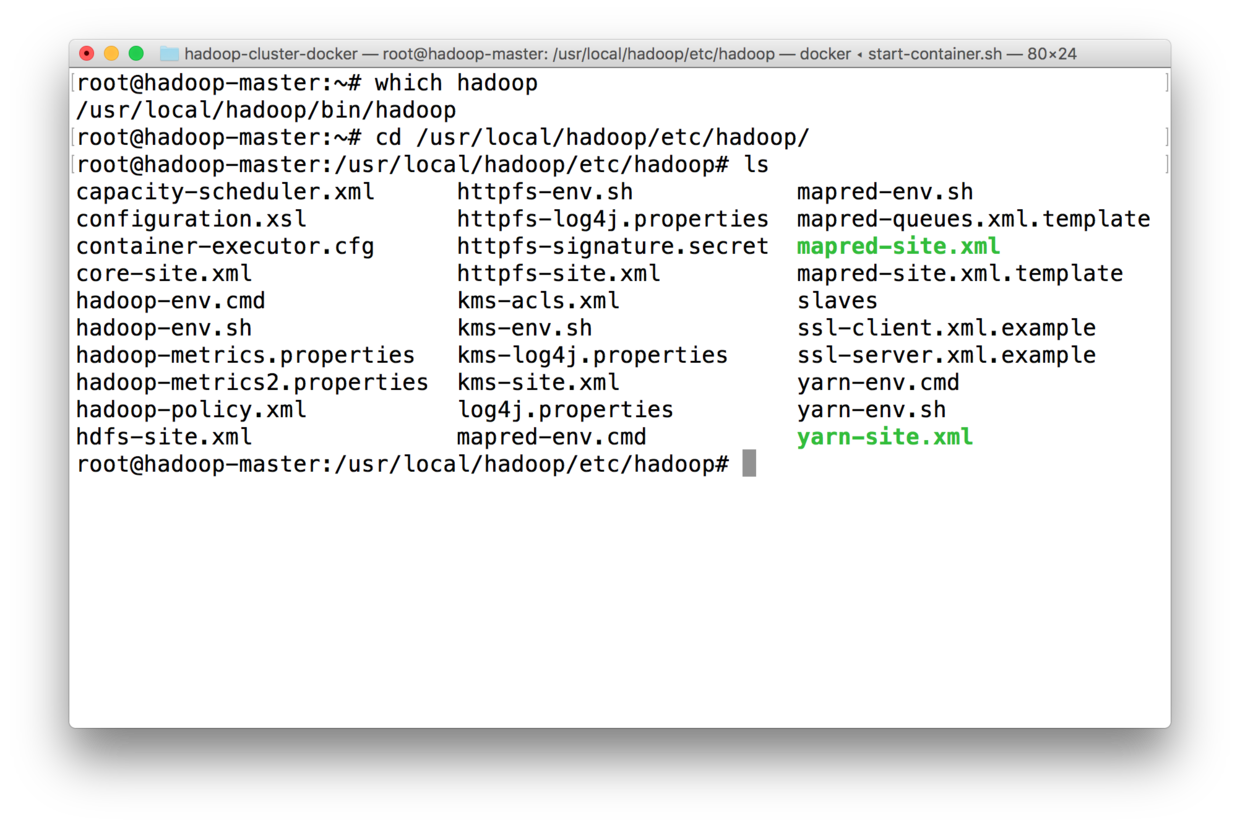 hadoop-cluster-docker — root@hadoop-master: /usr/local/hadoop/etc/hadoop — docker ◂ start-container.sh — 80×24
[root@hadoop-master:~# which hadoop ]
/usr/local/hadoop/bin/hadoop
[root@hadoop-master:~# cd /usr/local/hadoop/etc/hadoop/ ]
[root@hadoop-master:/usr/local/hadoop/etc/hadoop# ls ]
capacity-scheduler.xml httpfs-env.sh mapred-env.sh
configuration.xsl httpfs-log4j.properties mapred-queues.xml.template
container-executor.cfg httpfs-signature.secret mapred-site.xml
core-site.xml httpfs-site.xml mapred-site.xml.template
hadoop-env.cmd kms-acls.xml slaves
hadoop-env.sh kms-env.sh ssl-client.xml.example
hadoop-metrics.properties kms-log4j.properties ssl-server.xml.example
hadoop-metrics2.properties kms-site.xml yarn-env.cmd
hadoop-policy.xml log4j.properties yarn-env.sh
hdfs-site.xml mapred-env.cmd yarn-site.xml
root@hadoop-master:/usr/local/hadoop/etc/hadoop#